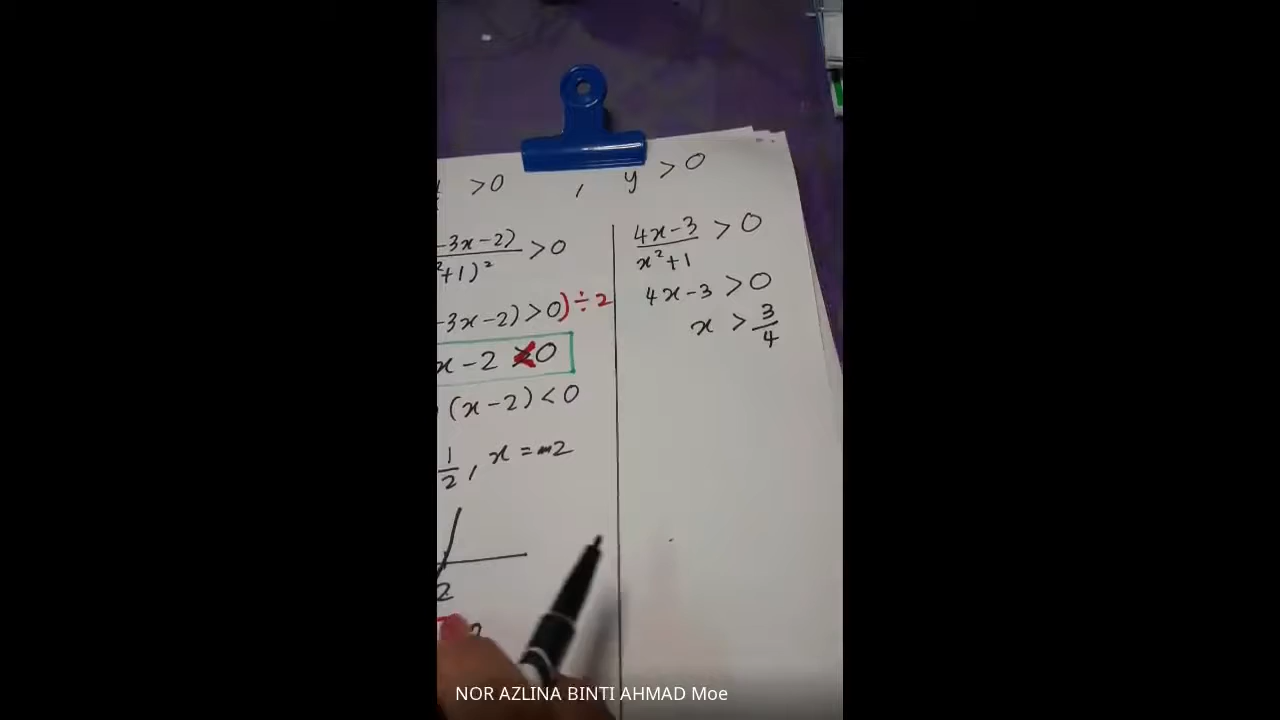 > 0 , y > 0
-3x-2)/(²+1)² > 0
-3x-2) > 0 ) ÷ 2
x-2 > 0
(x-2) < 0
1/2 , x = 2
2
4x-3/x²+1 > 0
4x-3 > 0
x > 3/4
NOR AZLINA BINTI AHMAD Moe